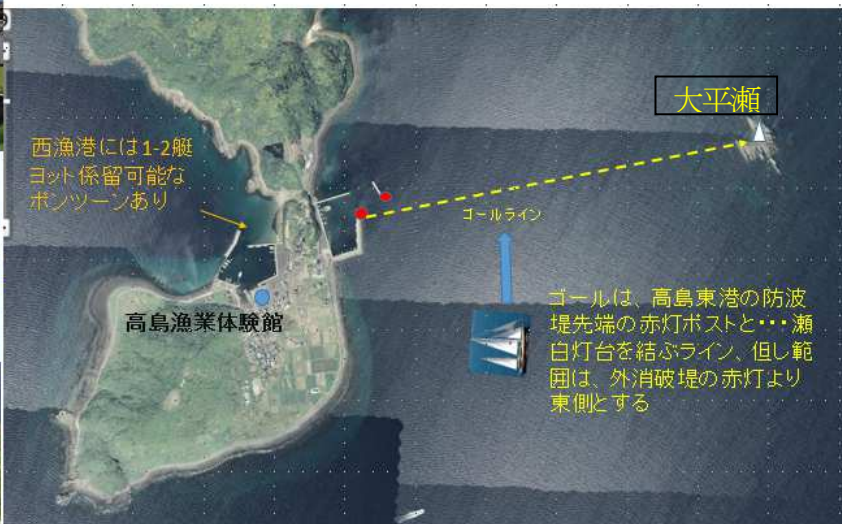 大平瀬
西漁港には1-2艇
ヨット係留可能な
ポンツーンあり
ゴールライン
ゴールは、高島東港の防波
堤先端の赤灯ポストと・・・瀬
白灯台を結ぶライン、但し範
囲は、外消破堤の赤灯より
東側とする
高島漁業体験館